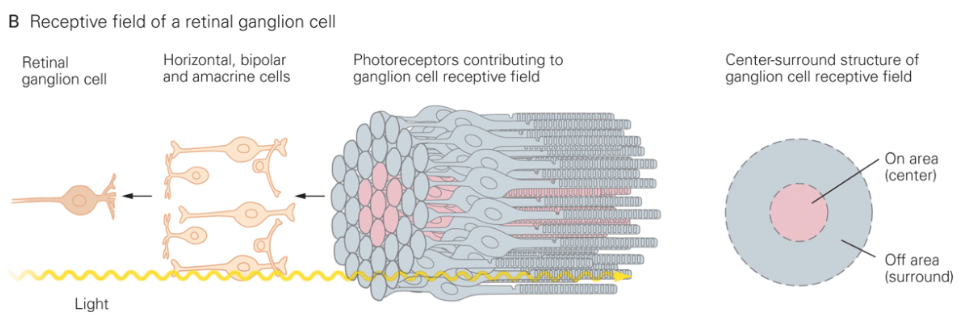 B Receptive field of a retinal ganglion cell
Retinal
ganglion cell
Horizontal, bipolar
and amacrine cells
Photoreceptors contributing to
ganglion cell receptive field
Center-surround structure of
ganglion cell receptive field
On area
(center)
Off area
(surround)
Light